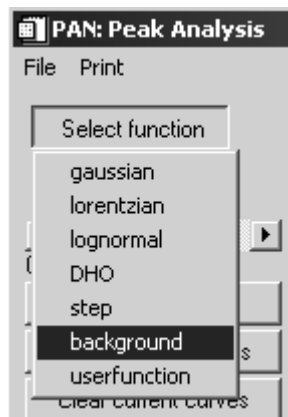 PAN: Peak Analysis
File Print
Select function
gaussian
lorentzian
lognormal
DHO
step
background
userfunction
Clear current curves